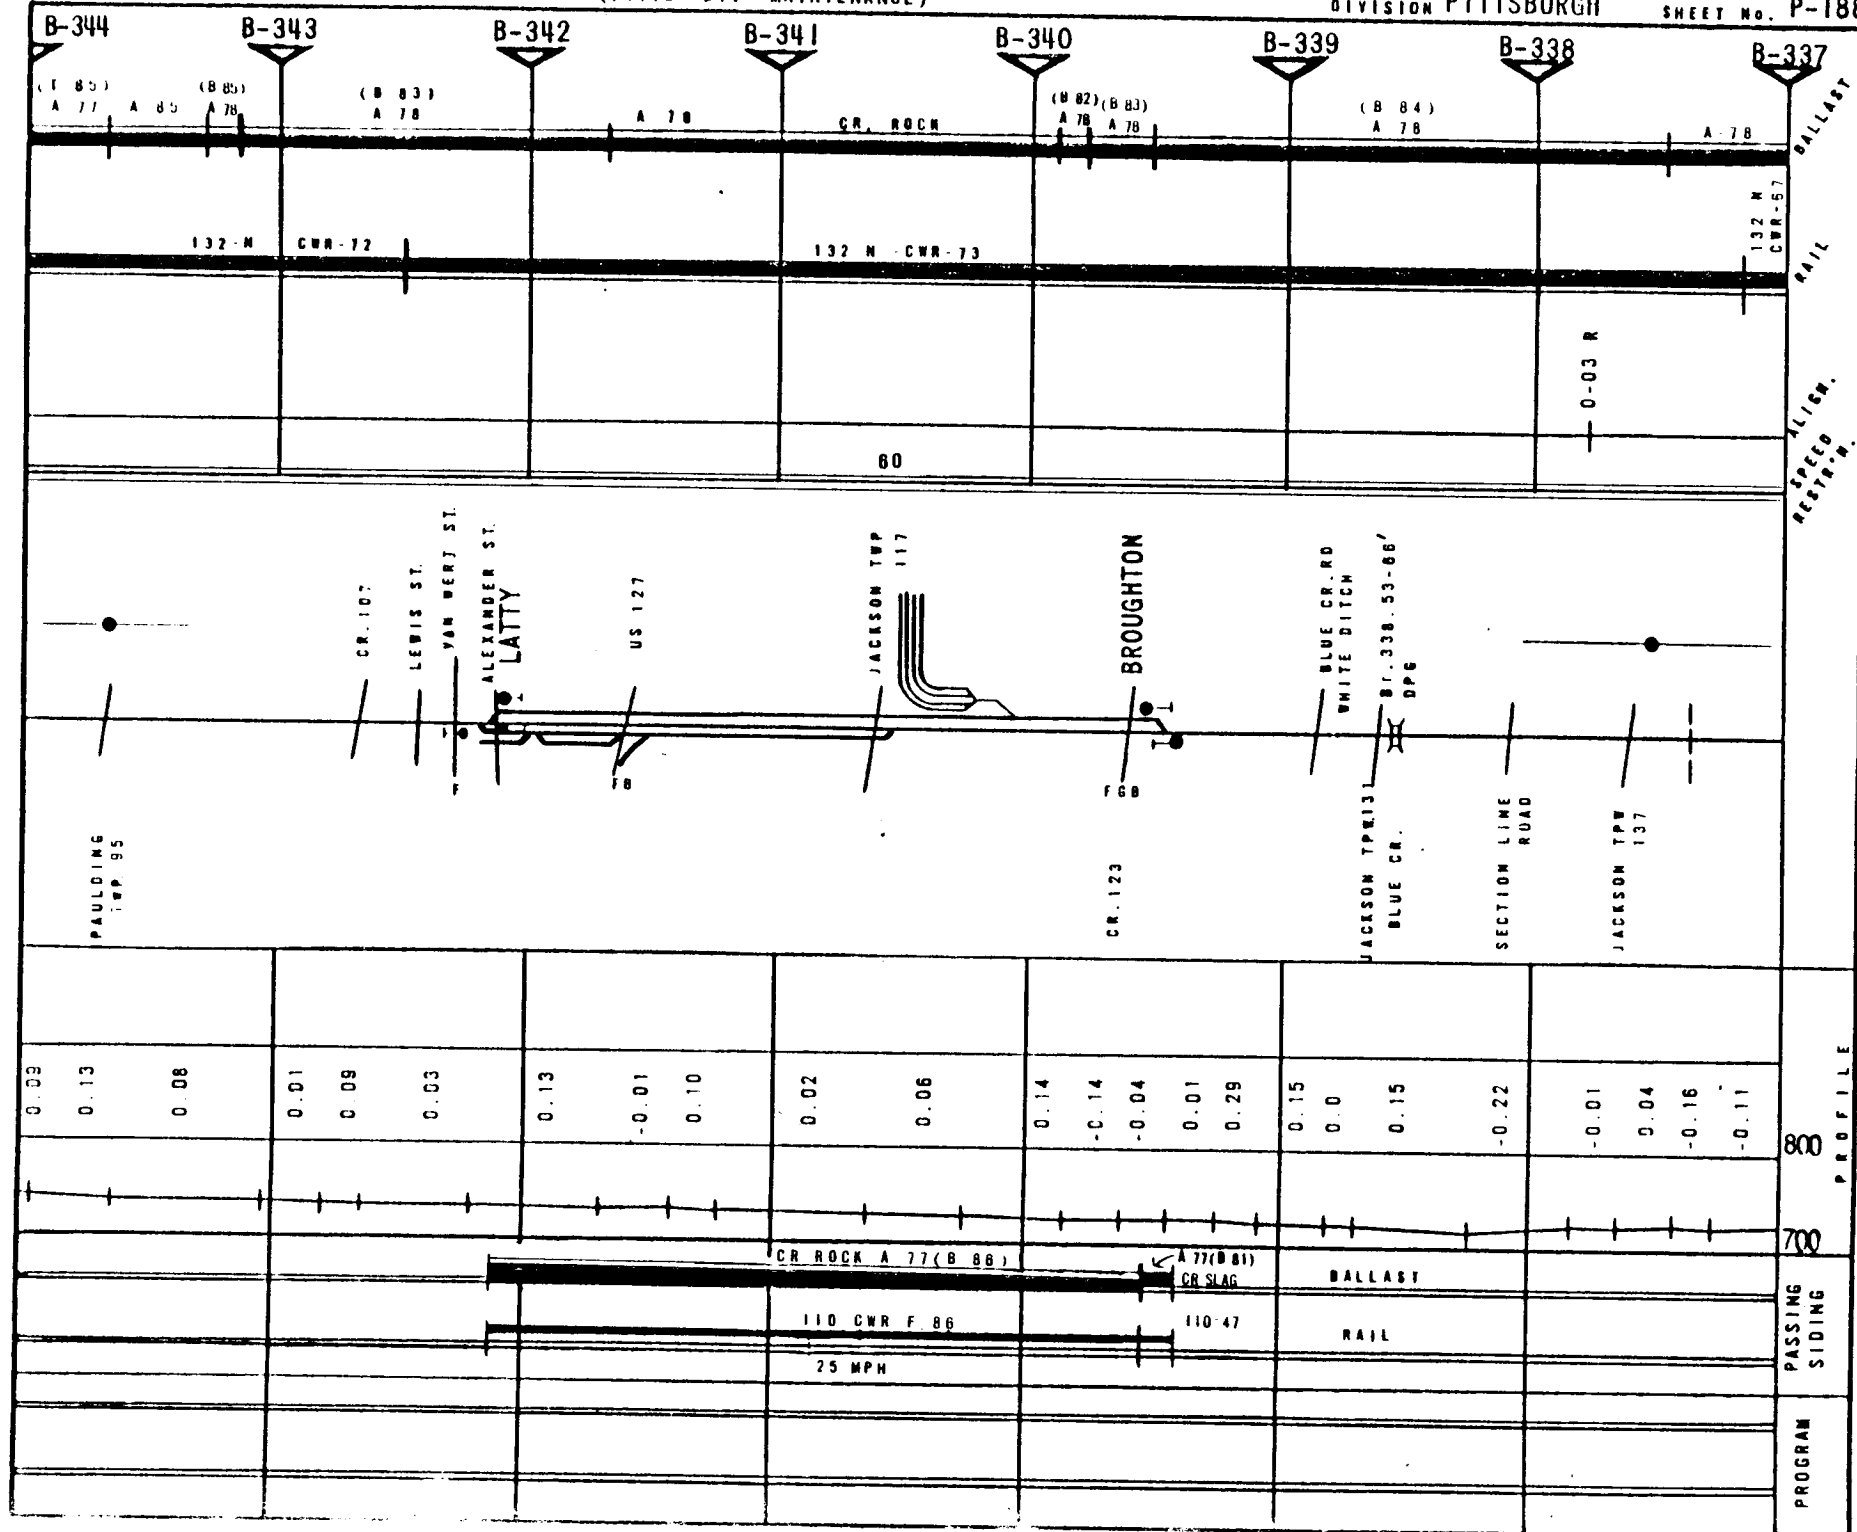 DIVISION PITTSBURGH SHEET No. P-188
B-344 B-343 B-342 B-341 B-340 B-339 B-338 B-337
(B 85) (B 83) (B 82) (B 83) (B 84)
A 77 A 85 A 78 A 78 A 78 CR. ROCK A 78 A 78 A 78 A-78
BALLAST
132-N CWR-72 132 N-CWR-73
132 N
CWR-67
RAIL
0-03 R
ALIGN.
60
SPEED
RESTR'N.
CR.107
LEWIS ST.
VAN WERT ST.
ALEXANDER ST.
LATTY
US 127
JACKSON TWP
117
BROUGHTON
BLUE CR.RD
WHITE DITCH
Br.338.53-66'
DPG
F
FB
FGB
PAULDING
TWP 95
CR.123
JACKSON TPW.131
BLUE CR.
SECTION LINE
ROAD
JACKSON TPW
137
0.09 0.13 0.08 0.01 0.09 0.03 0.13 -0.01 0.10 0.02 0.06 0.14 -0.14 -0.04 0.01 0.29 0.15 0.0 0.15 -0.22 -0.01 0.04 -0.16 -0.11
PROFILE
800
700
CR ROCK A 77(B 86) A 77(B 81)
CR SLAG BALLAST
110 CWR F 86 110-47 RAIL
25 MPH
PASSING
SIDING
PROGRAM